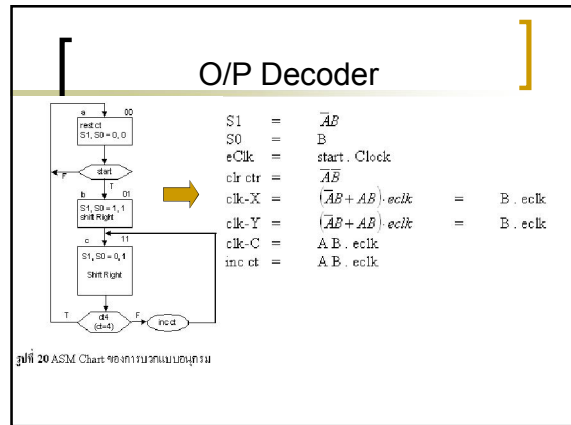 O/P Decoder
a 00
rest ct
S1, S0 = 0, 0
start
F
T
b 01
S1, S0 = 1, 1
shift Right
c 11
S1, S0 = 0, 1
Shift Right
T
ct4
(ct=4)
F
inc ct
S1 = A̅B
S0 = B
eClk = start . Clock
clr ctr = A̅B̅
clk-X = (A̅B + AB) · eclk = B . eclk
clk-Y = (A̅B + AB) · eclk = B . eclk
clk-C = A B . eclk
inc ct = A B . eclk
รูปที่ 20 ASM Chart ของการบวกแบบอนุกรม